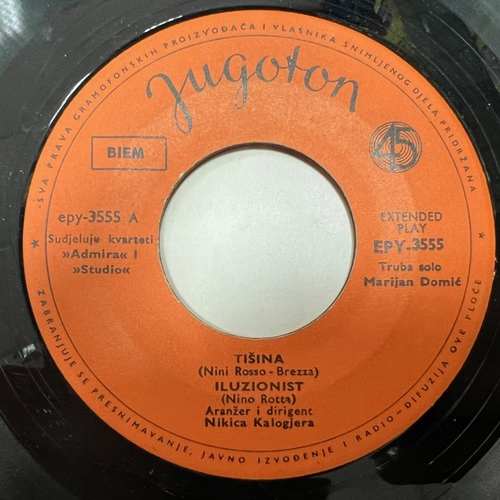 ·SVA PRAVA GRAMOFONSKIH PROIZVOĐAČA I VLASNIKA SNIMLJENOG DJELA PRIDRŽANA·
Jugoton
BIEM
45
epy-3555 A
Sudjeluje kvarteti
»Admira« I
»Studio«
EXTENDED
PLAY
EPY-3555
Truba solo
Marijan Domić
TIŠINA
(Nini Rosso - Brezza)
ILUZIONIST
(Nino Rotta)
Aranžer i dirigent
Nikica Kalogjera
★ ZABRANJUJE SE PRESNIMAVANJE, JAVNO IZVOĐENJE I RADIO-DIFUZIJA OVE PLOČE ★